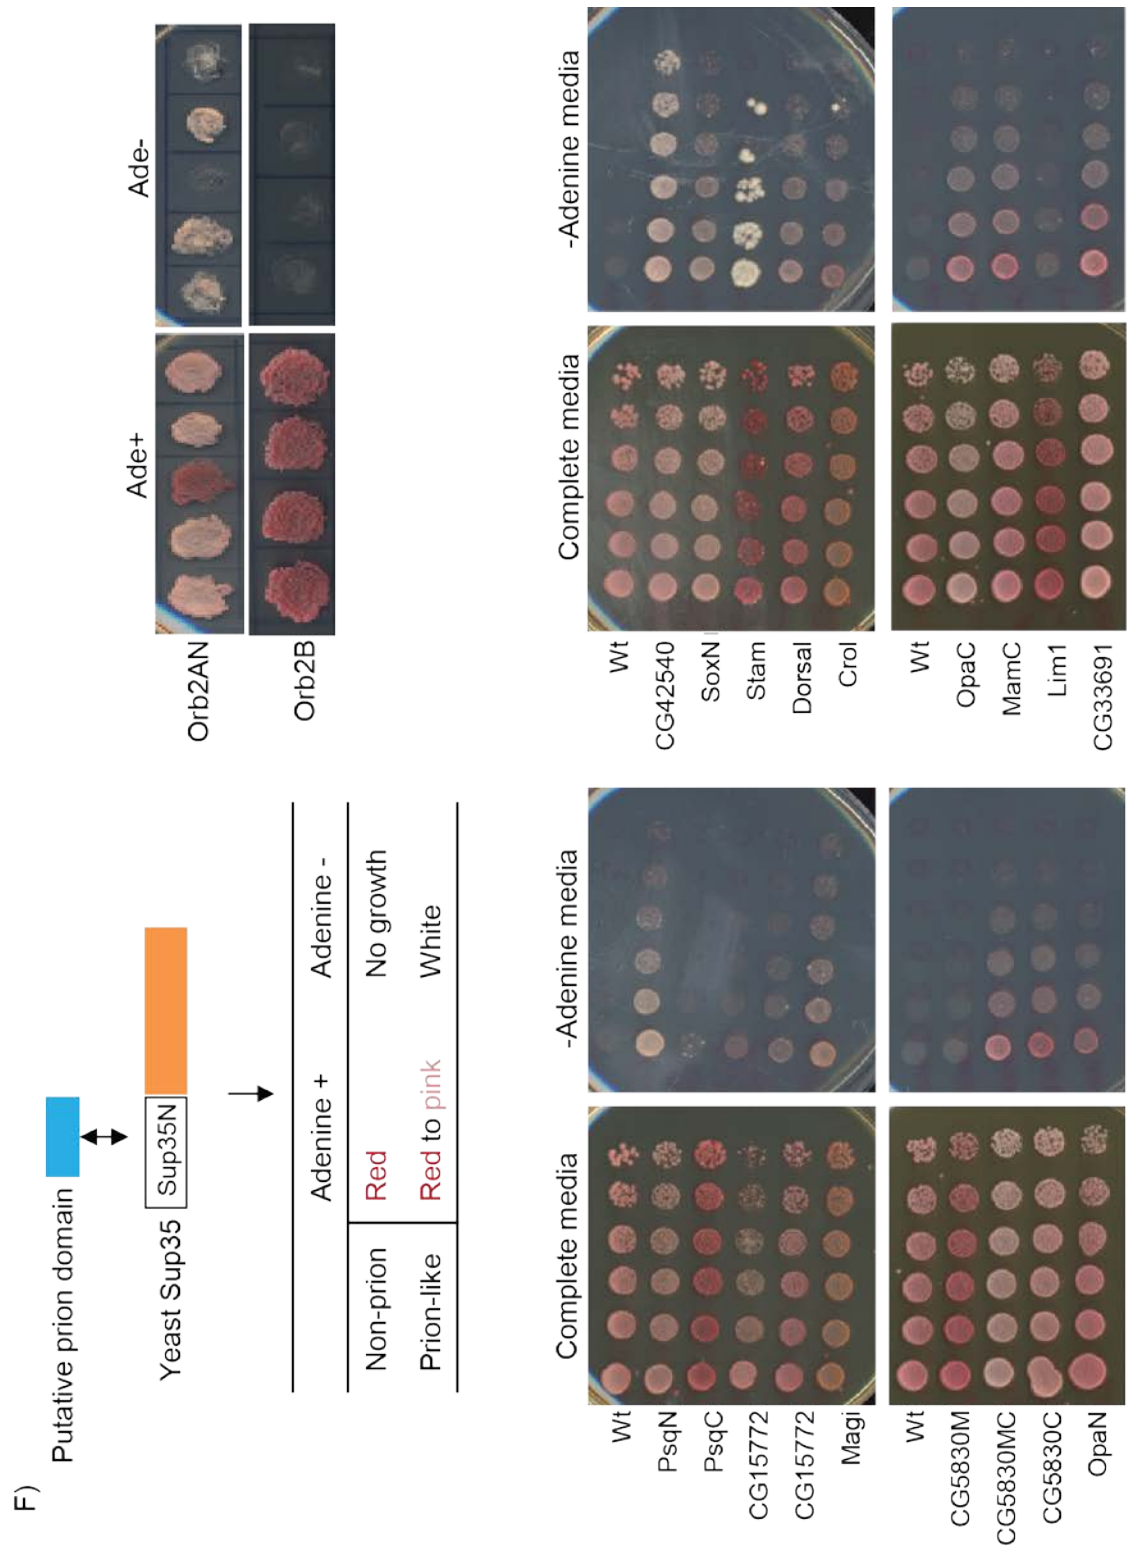 F)
Putative prion domain
Yeast Sup35
Sup35N
Adenine +
Adenine -
Non-prion
Red
No growth
Prion-like
Red to pink
White
Ade+
Ade-
Orb2AN
Orb2B
Complete media
-Adenine media
Wt
PsqN
PsqC
CG15772
CG15772
Magi
Wt
CG5830M
CG5830MC
CG5830C
OpaN
Complete media
-Adenine media
Wt
CG42540
SoxN
Stam
Dorsal
Crol
Wt
OpaC
MamC
Lim1
CG33691